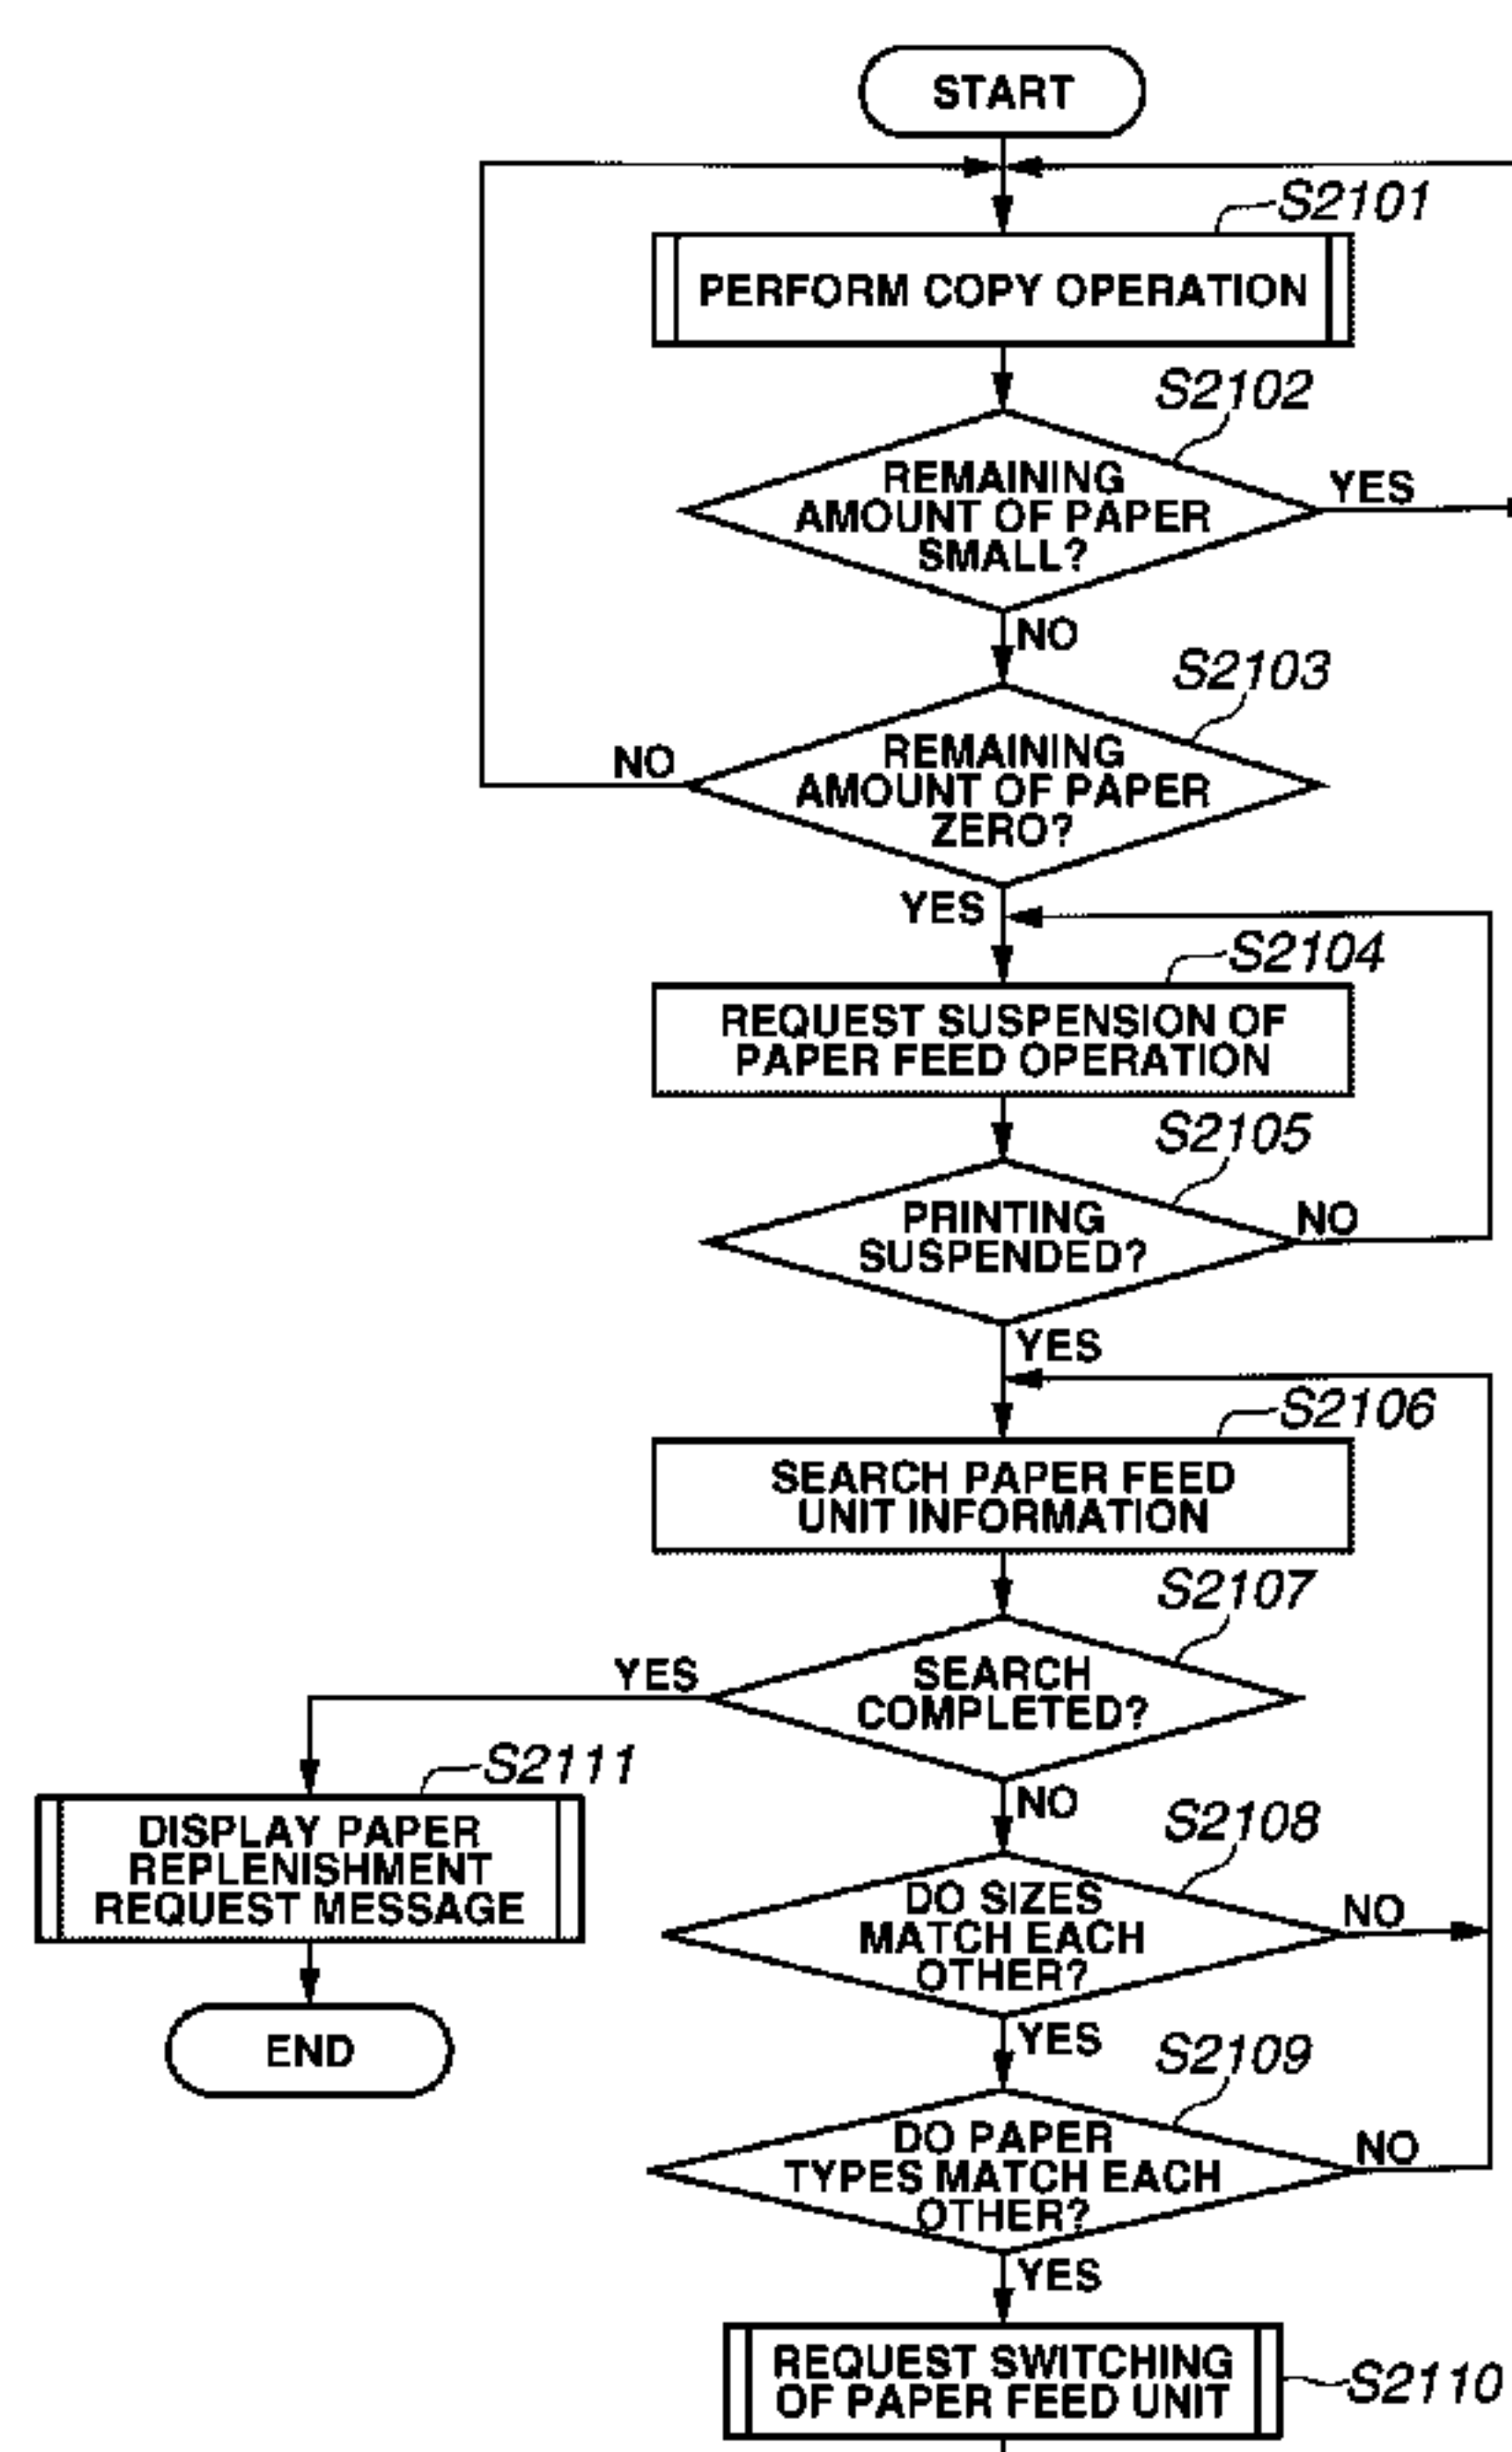 START
S2101
PERFORM COPY OPERATION
S2102
REMAINING
AMOUNT OF PAPER
SMALL?
YES
NO
S2103
REMAINING
AMOUNT OF PAPER
ZERO?
NO
YES
S2104
REQUEST SUSPENSION OF
PAPER FEED OPERATION
S2105
PRINTING
SUSPENDED?
NO
YES
S2106
SEARCH PAPER FEED
UNIT INFORMATION
S2107
SEARCH
COMPLETED?
YES
NO
S2111
DISPLAY PAPER
REPLENISHMENT
REQUEST MESSAGE
END
S2108
DO SIZES
MATCH EACH
OTHER?
NO
YES
S2109
DO PAPER
TYPES MATCH EACH
OTHER?
NO
YES
REQUEST SWITCHING
OF PAPER FEED UNIT
S2110